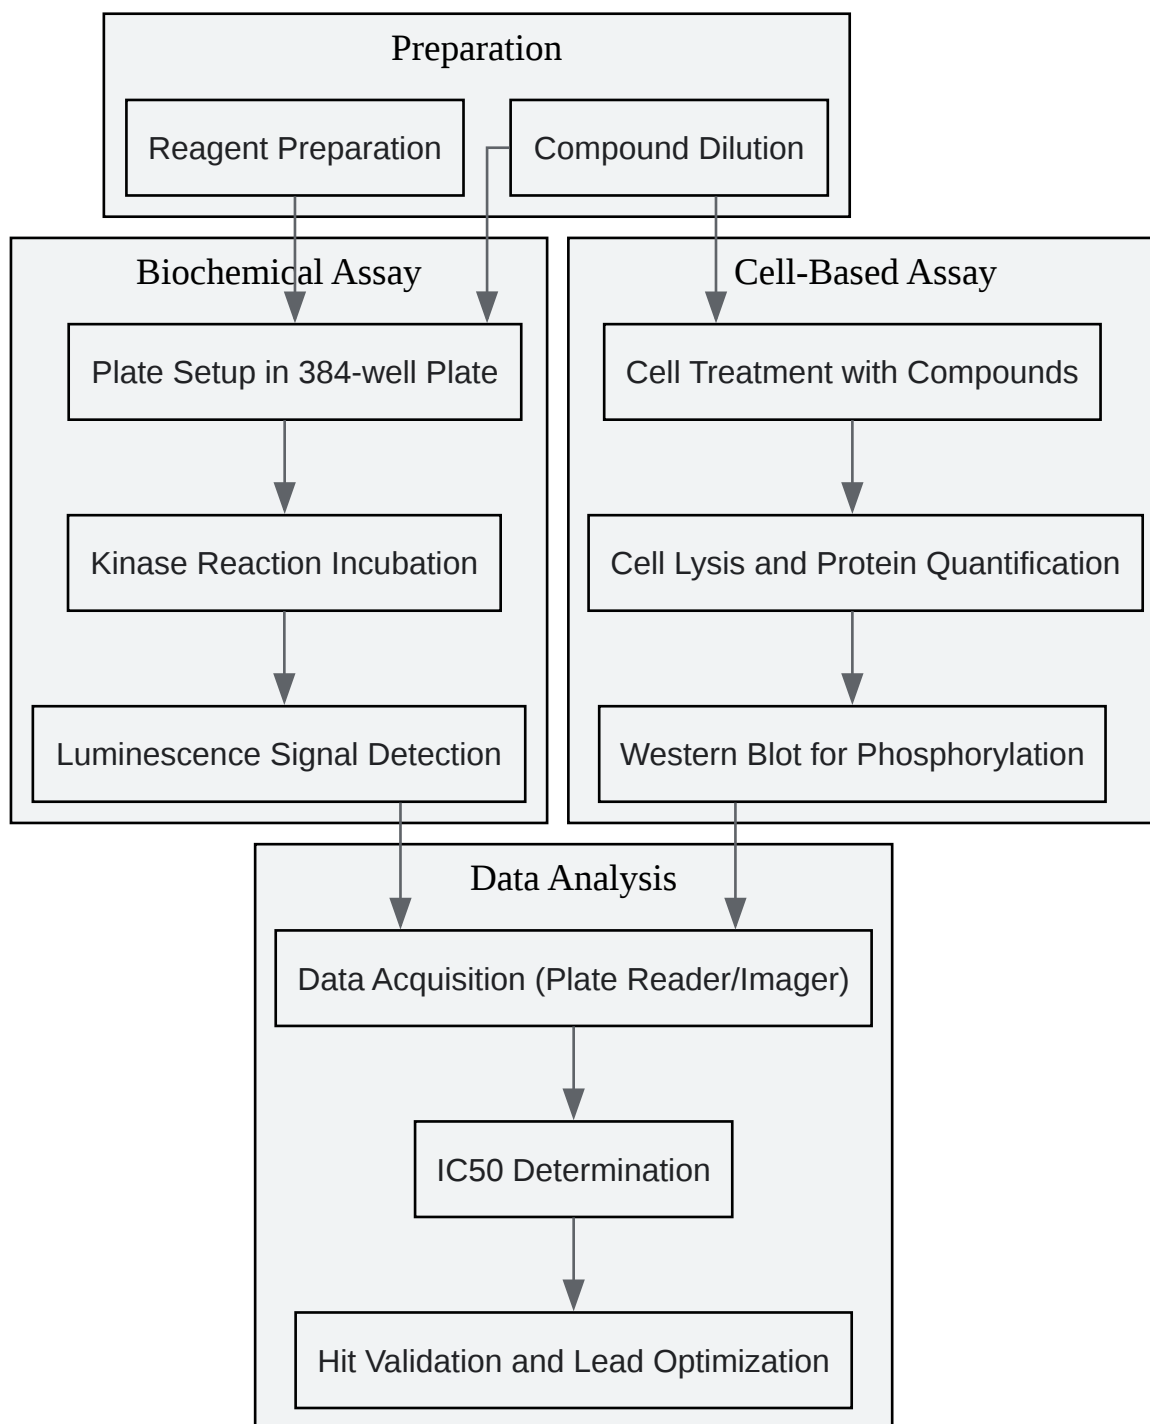 Preparation
Reagent Preparation
Compound Dilution
Biochemical Assay
Plate Setup in 384-well Plate
Kinase Reaction Incubation
Luminescence Signal Detection
Cell-Based Assay
Cell Treatment with Compounds
Cell Lysis and Protein Quantification
Western Blot for Phosphorylation
Data Analysis
Data Acquisition (Plate Reader/Imager)
IC50 Determination
Hit Validation and Lead Optimization